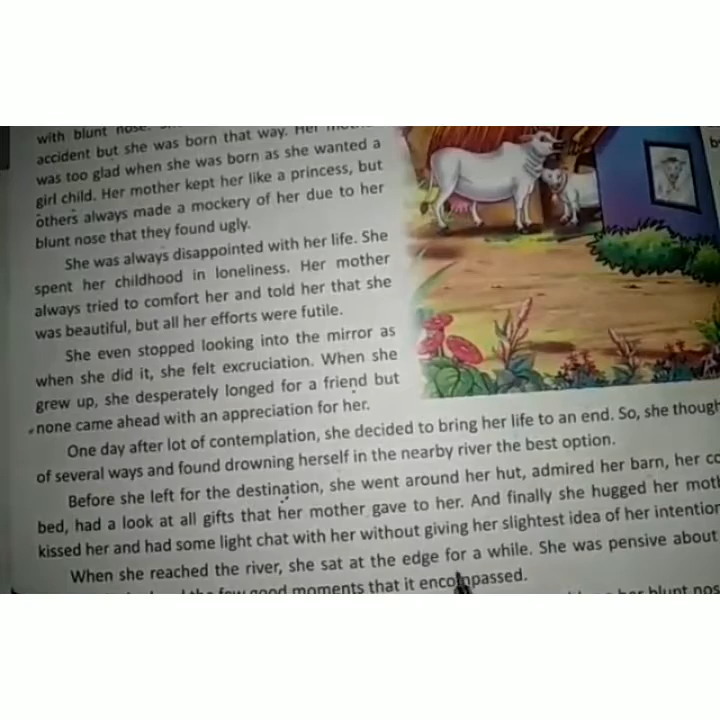 with blunt nose.
accident but she was born that way. Her
was too glad when she was born as she wanted a
girl child. Her mother kept her like a princess, but
others always made a mockery of her due to her
blunt nose that they found ugly.
She was always disappointed with her life. She
spent her childhood in loneliness. Her mother
always tried to comfort her and told her that she
was beautiful, but all her efforts were futile.
She even stopped looking into the mirror as
when she did it, she felt excruciation. When she
grew up, she desperately longed for a friend but
none came ahead with an appreciation for her.
One day after lot of contemplation, she decided to bring her life to an end. So, she though
of several ways and found drowning herself in the nearby river the best option.
Before she left for the destination, she went around her hut, admired her barn, her co
bed, had a look at all gifts that her mother gave to her. And finally she hugged her mot
kissed her and had some light chat with her without giving her slightest idea of her intention
When she reached the river, she sat at the edge for a while. She was pensive about
the few good moments that it encompassed.
her blunt nos